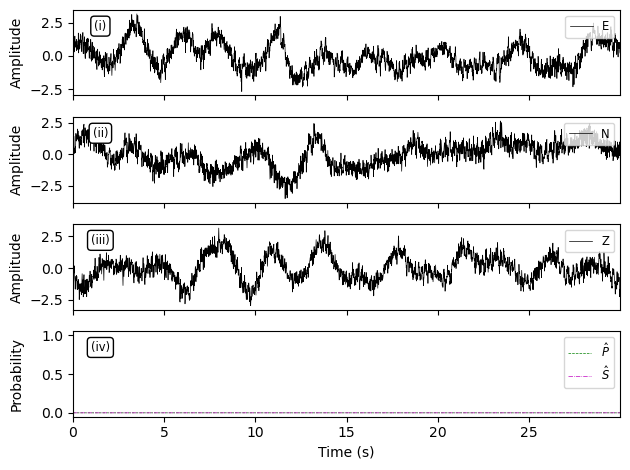 Amplitude
2.5
0.0
−2.5
(i)
E
Amplitude
2.5
0.0
−2.5
(ii)
N
Amplitude
2.5
0.0
−2.5
(iii)
Z
Probability
1.0
0.5
0.0
(iv)
P̂
Ŝ
0 5 10 15 20 25
Time (s)